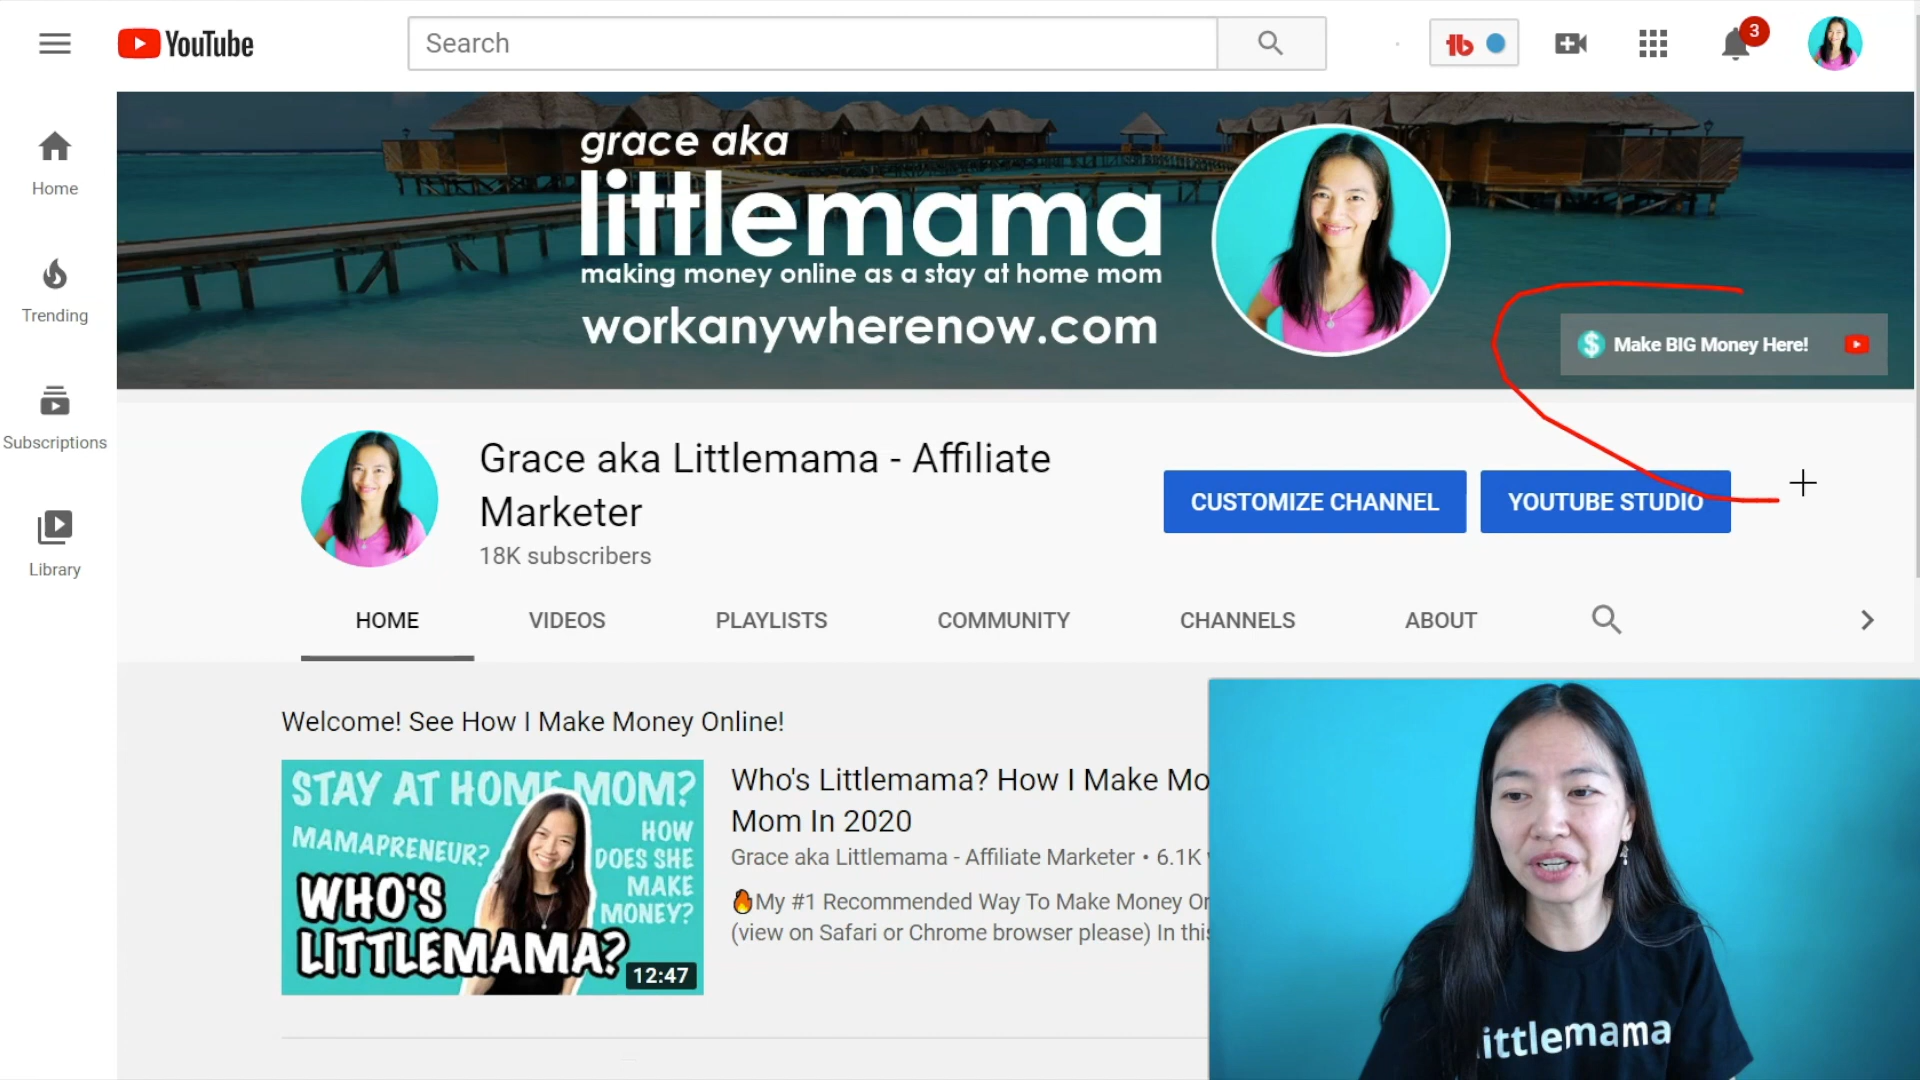 YouTube
Search
tb
3
Home
Trending
Subscriptions
Library
grace aka
littlemama
making money online as a stay at home mom
workanywherenow.com
$ Make BIG Money Here!
Grace aka Littlemama - Affiliate
Marketer
18K subscribers
CUSTOMIZE CHANNEL
YOUTUBE STUDIO
HOME
VIDEOS
PLAYLISTS
COMMUNITY
CHANNELS
ABOUT
Welcome! See How I Make Money Online!
STAY AT HOME MOM?
MAMAPRENEUR?
HOW
DOES SHE
MAKE
MONEY?
WHO'S
LITTLEMAMA?
12:47
Who's Littlemama? How I Make Mo
Mom In 2020
Grace aka Littlemama - Affiliate Marketer • 6.1K
🔥My #1 Recommended Way To Make Money Or
(view on Safari or Chrome browser please) In this
ittlemama